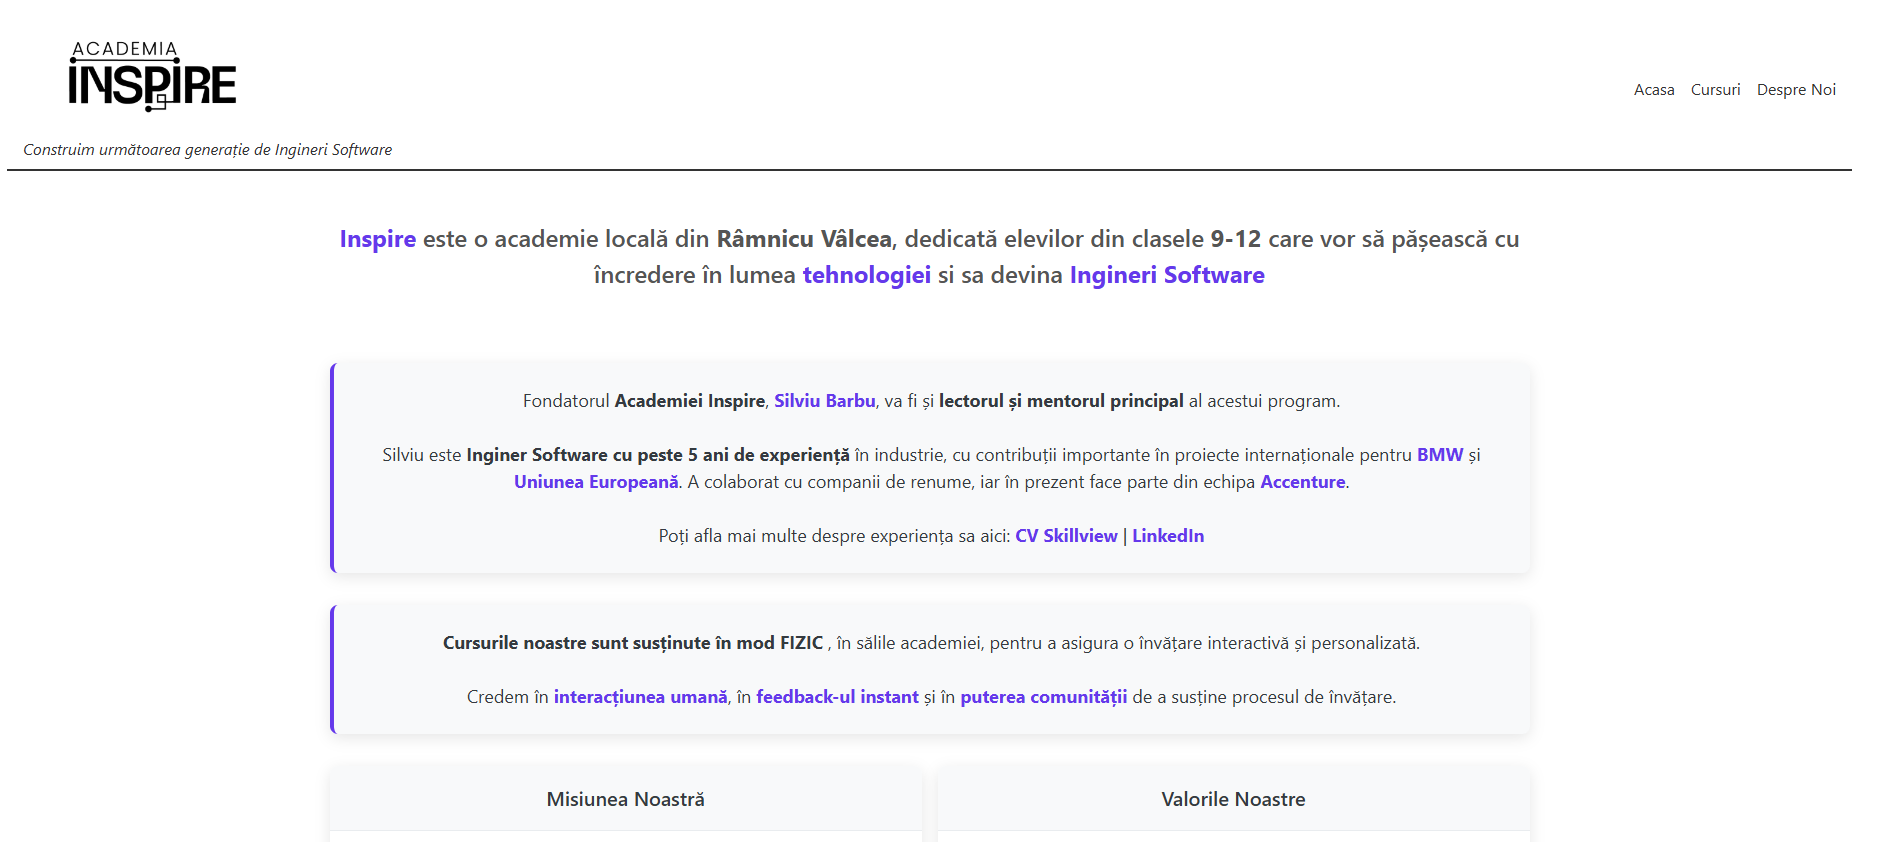 ACADEMIA
INSPIRE
Acasa Cursuri Despre Noi
Construim următoarea generație de Ingineri Software
Inspire este o academie locală din Râmnicu Vâlcea, dedicată elevilor din clasele 9-12 care vor să pășească cu
încredere în lumea tehnologiei si sa devina Ingineri Software
Fondatorul Academiei Inspire, Silviu Barbu, va fi și lectorul și mentorul principal al acestui program.
Silviu este Inginer Software cu peste 5 ani de experiență în industrie, cu contribuții importante în proiecte internaționale pentru BMW și
Uniunea Europeană. A colaborat cu companii de renume, iar în prezent face parte din echipa Accenture.
Poți afla mai multe despre experiența sa aici: CV Skillview | LinkedIn
Cursurile noastre sunt susținute în mod FIZIC , în sălile academiei, pentru a asigura o învățare interactivă și personalizată.
Credem în interacțiunea umană, în feedback-ul instant și în puterea comunității de a susține procesul de învățare.
Misiunea Noastră
Valorile Noastre